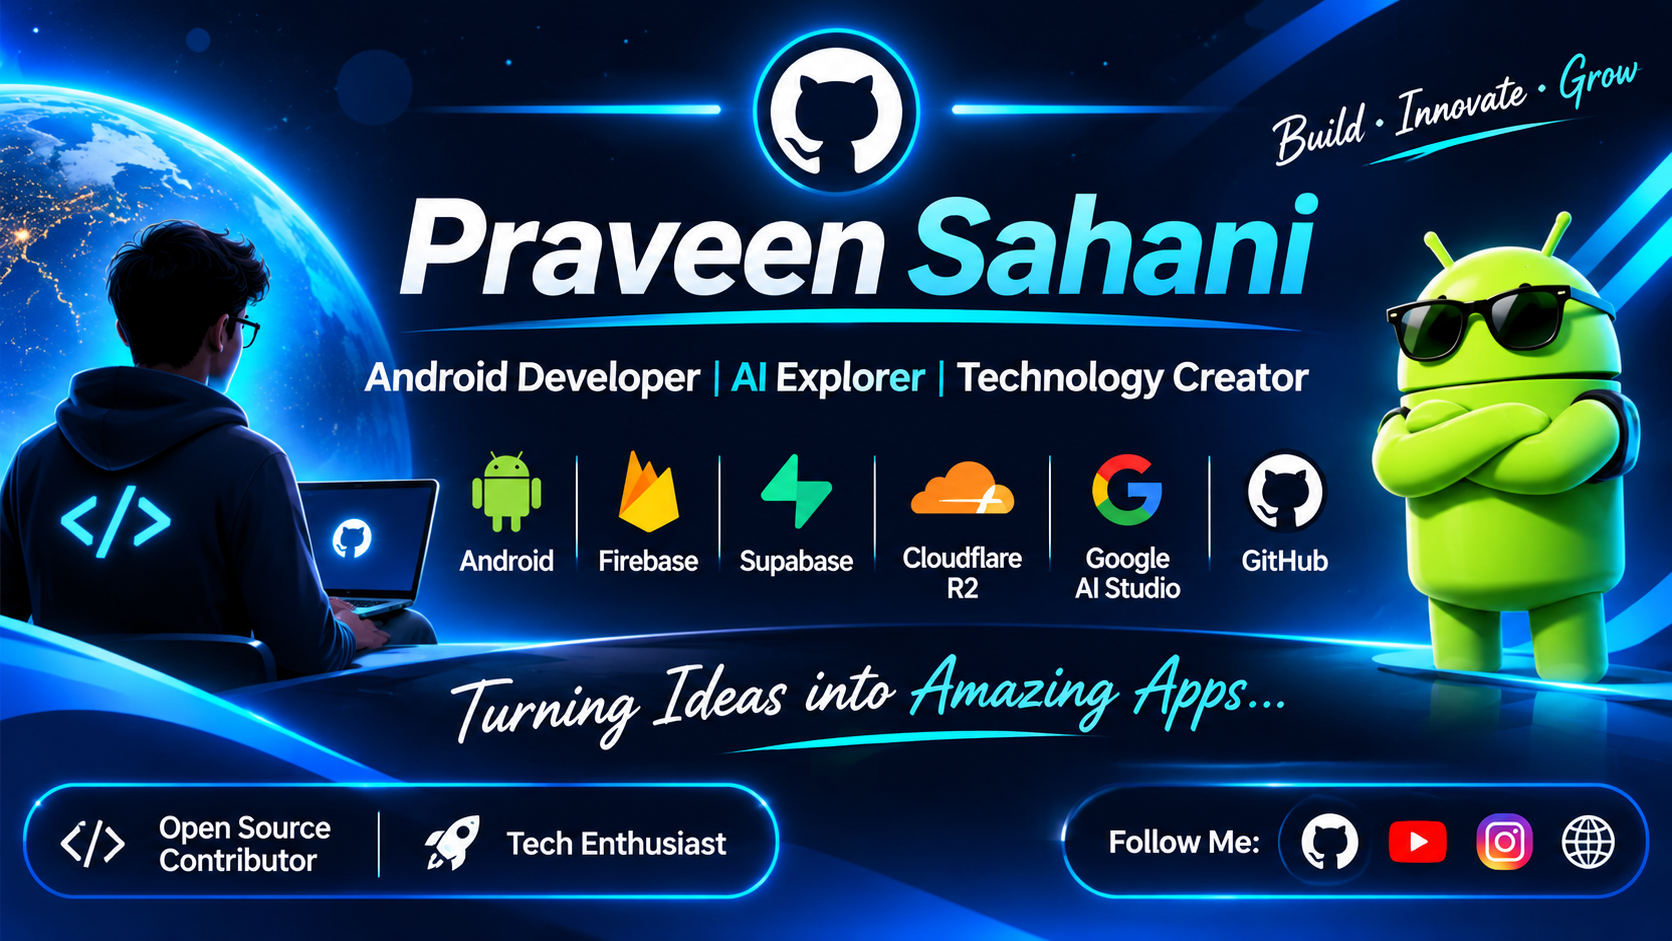 Build · Innovate · Grow
Praveen Sahani
Android Developer | AI Explorer | Technology Creator
Android
Firebase
Supabase
Cloudflare
R2
Google
AI Studio
GitHub
</>
Turning Ideas into Amazing Apps...
</> Open Source
Contributor
Tech Enthusiast
Follow Me: